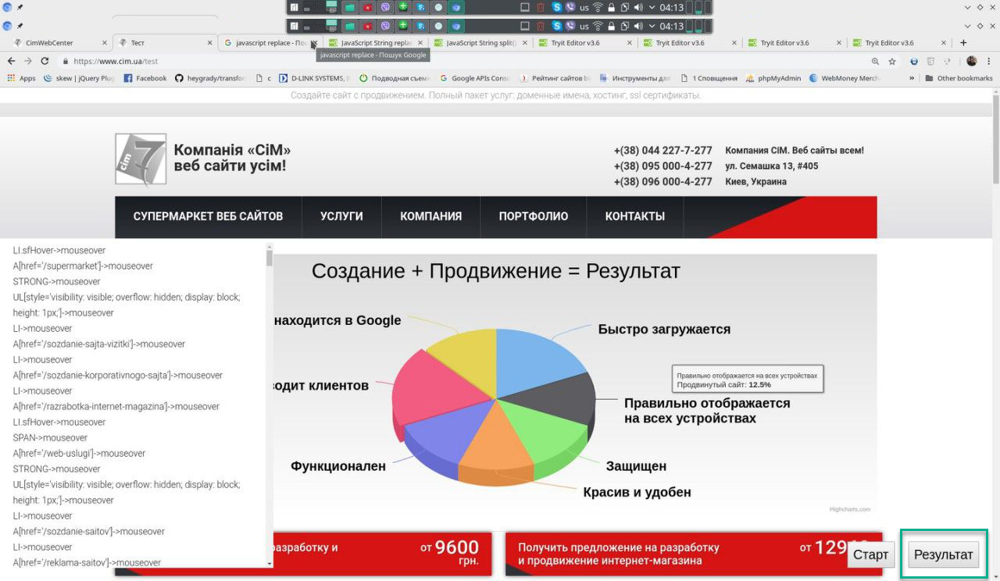 us
04:13
us
04:13
CimWebCenter
Тест
javascript replace - Пош
JavaScript String repla
JavaScript String split()
Tryit Editor v3.6
Tryit Editor v3.6
Tryit Editor v3.6
Tryit Editor v3.6
javascript replace - Пошук Google
https://www.cim.ua/test
Apps
skew | jQuery Plug
Facebook
heygrady/transfor
с
D-LINK SYSTEMS, I
Подводная съем
Google APIs Conso
Рейтинг сайтов bi
Инструменты для
1 Сповіщення
phpMyAdmin
WebMoney Merch
»
Other bookmarks
Создайте сайт с продвижением. Полный пакет услуг: доменные имена, хостинг, ssl сертификаты.
cim
7
Компанія «СіМ»
веб сайти усім!
+(38) 044 227-7-277
+(38) 095 000-4-277
+(38) 096 000-4-277
Компания СіМ. Веб сайты всем!
ул. Семашка 13, #405
Киев, Украина
СУПЕРМАРКЕТ ВЕБ САЙТОВ
УСЛУГИ
КОМПАНИЯ
ПОРТФОЛИО
КОНТАКТЫ
LI.sfHover->mouseover
A[href='/supermarket']->mouseover
STRONG->mouseover
UL[style='visibility: visible; overflow: hidden; display: block;
height: 1px;']->mouseover
LI->mouseover
A[href='/sozdanie-sajta-vizitki']->mouseover
LI->mouseover
A[href='/sozdanie-korporativnogo-sajta']->mouseover
LI->mouseover
A[href='/razrabotka-internet-magazina']->mouseover
LI.sfHover->mouseover
SPAN->mouseover
A[href='/web-uslugi']->mouseover
STRONG->mouseover
UL[style='visibility: visible; overflow: hidden; display: block;
height: 1px;']->mouseover
LI->mouseover
A[href='/sozdanie-saitov']->mouseover
LI->mouseover
A[href='/reklama-saitov']->mouseover
Создание + Продвижение = Результат
находится в Google
Быстро загружается
Правильно отображается на всех устройствах
Продвинутый сайт: 12.5%
одит клиентов
Правильно отображается
на всех устройствах
Функционален
Защищен
Красив и удобен
Highcharts.com
разработку и
от 9600
грн.
Получить предложение на разработку
и продвижение интернет-магазина
от
Старт
Результат